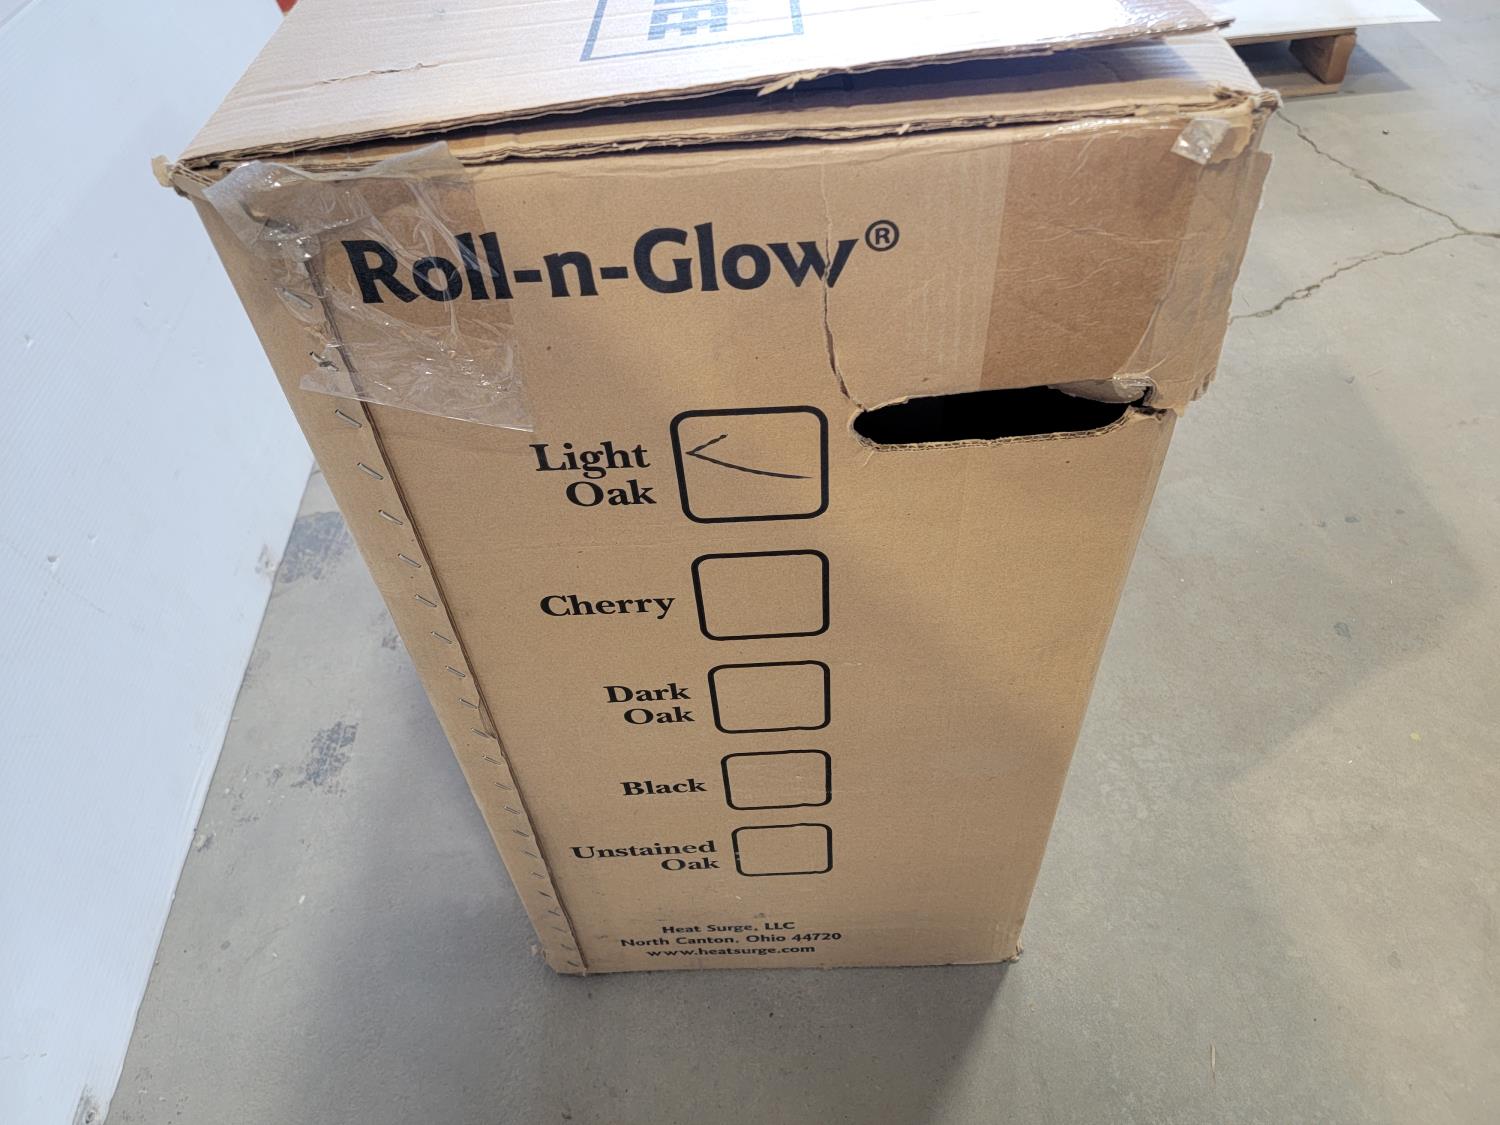 Roll-n-Glow®
Light
Oak
Cherry
Dark
Oak
Black
Unstained
Oak
Heat Surge, LLC
North Canton, Ohio 44720
www.heatsurge.com